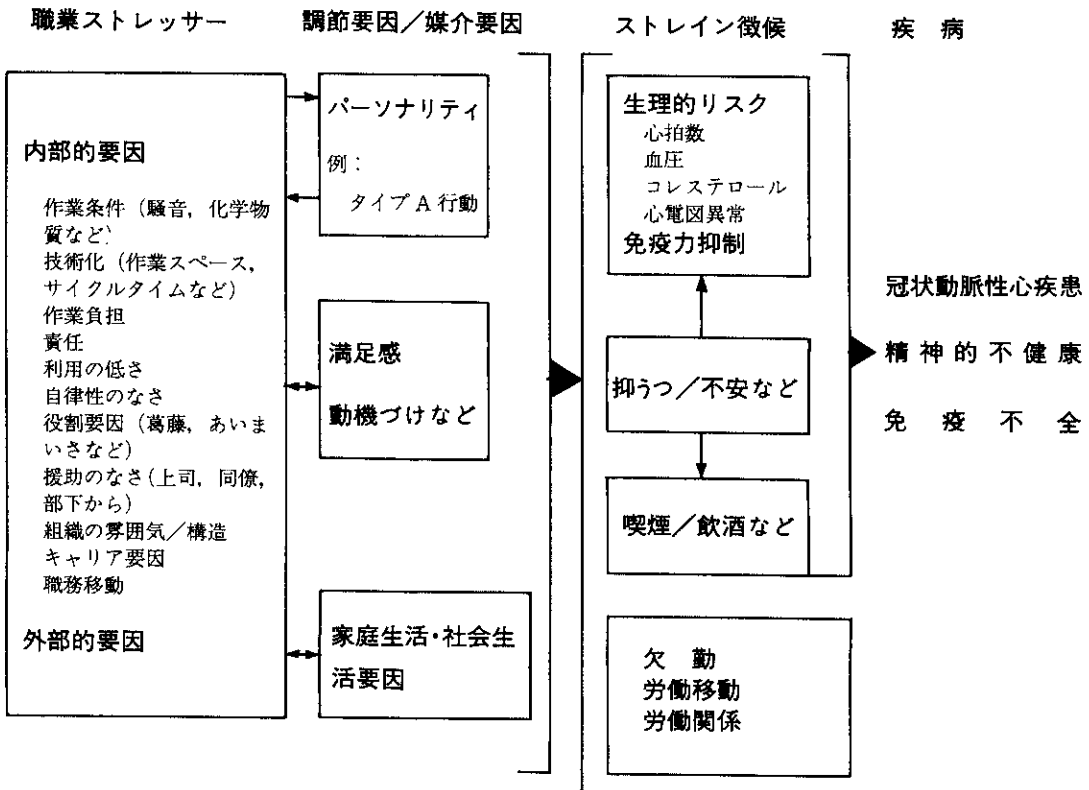 職業ストレッサー
調節要因／媒介要因
ストレイン徴候
疾 病
内部的要因
作業条件（騒音，化学物
質など）
技術化（作業スペース，
サイクルタイムなど）
作業負担
責任
利用の低さ
自律性のなさ
役割要因（葛藤，あいま
いさなど）
援助のなさ（上司，同僚，
部下から）
組織の雰囲気／構造
キャリア要因
職務移動
外部的要因
パーソナリティ
例：
タイプA行動
満足感
動機づけなど
家庭生活・社会生
活要因
生理的リスク
心拍数
血圧
コレステロール
心電図異常
免疫力抑制
抑うつ／不安など
喫煙／飲酒など
欠 勤
労働移動
労働関係
冠状動脈性心疾患
精神的不健康
免疫不全